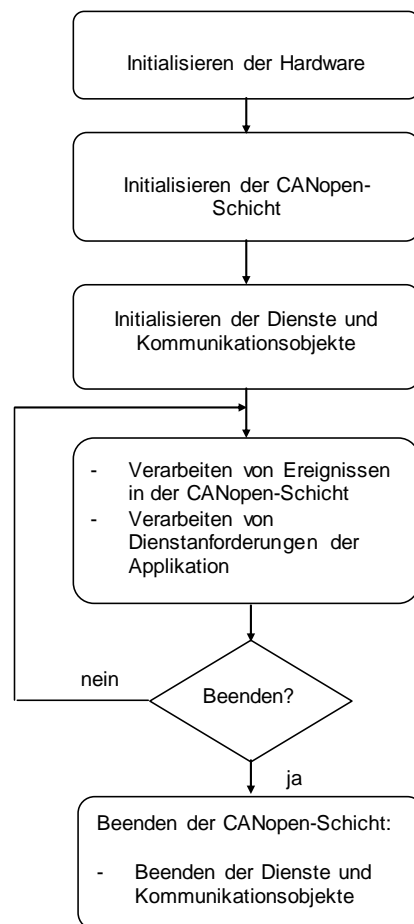 Initialisieren der Hardware
Initialisieren der CANopen-
Schicht
Initialisieren der Dienste und
Kommunikationsobjekte
- Verarbeiten von Ereignissen
in der CANopen-Schicht
- Verarbeiten von
Dienstanforderungen der
Applikation
nein
Beenden?
ja
Beenden der CANopen-Schicht:
- Beenden der Dienste und
Kommunikationsobjekte